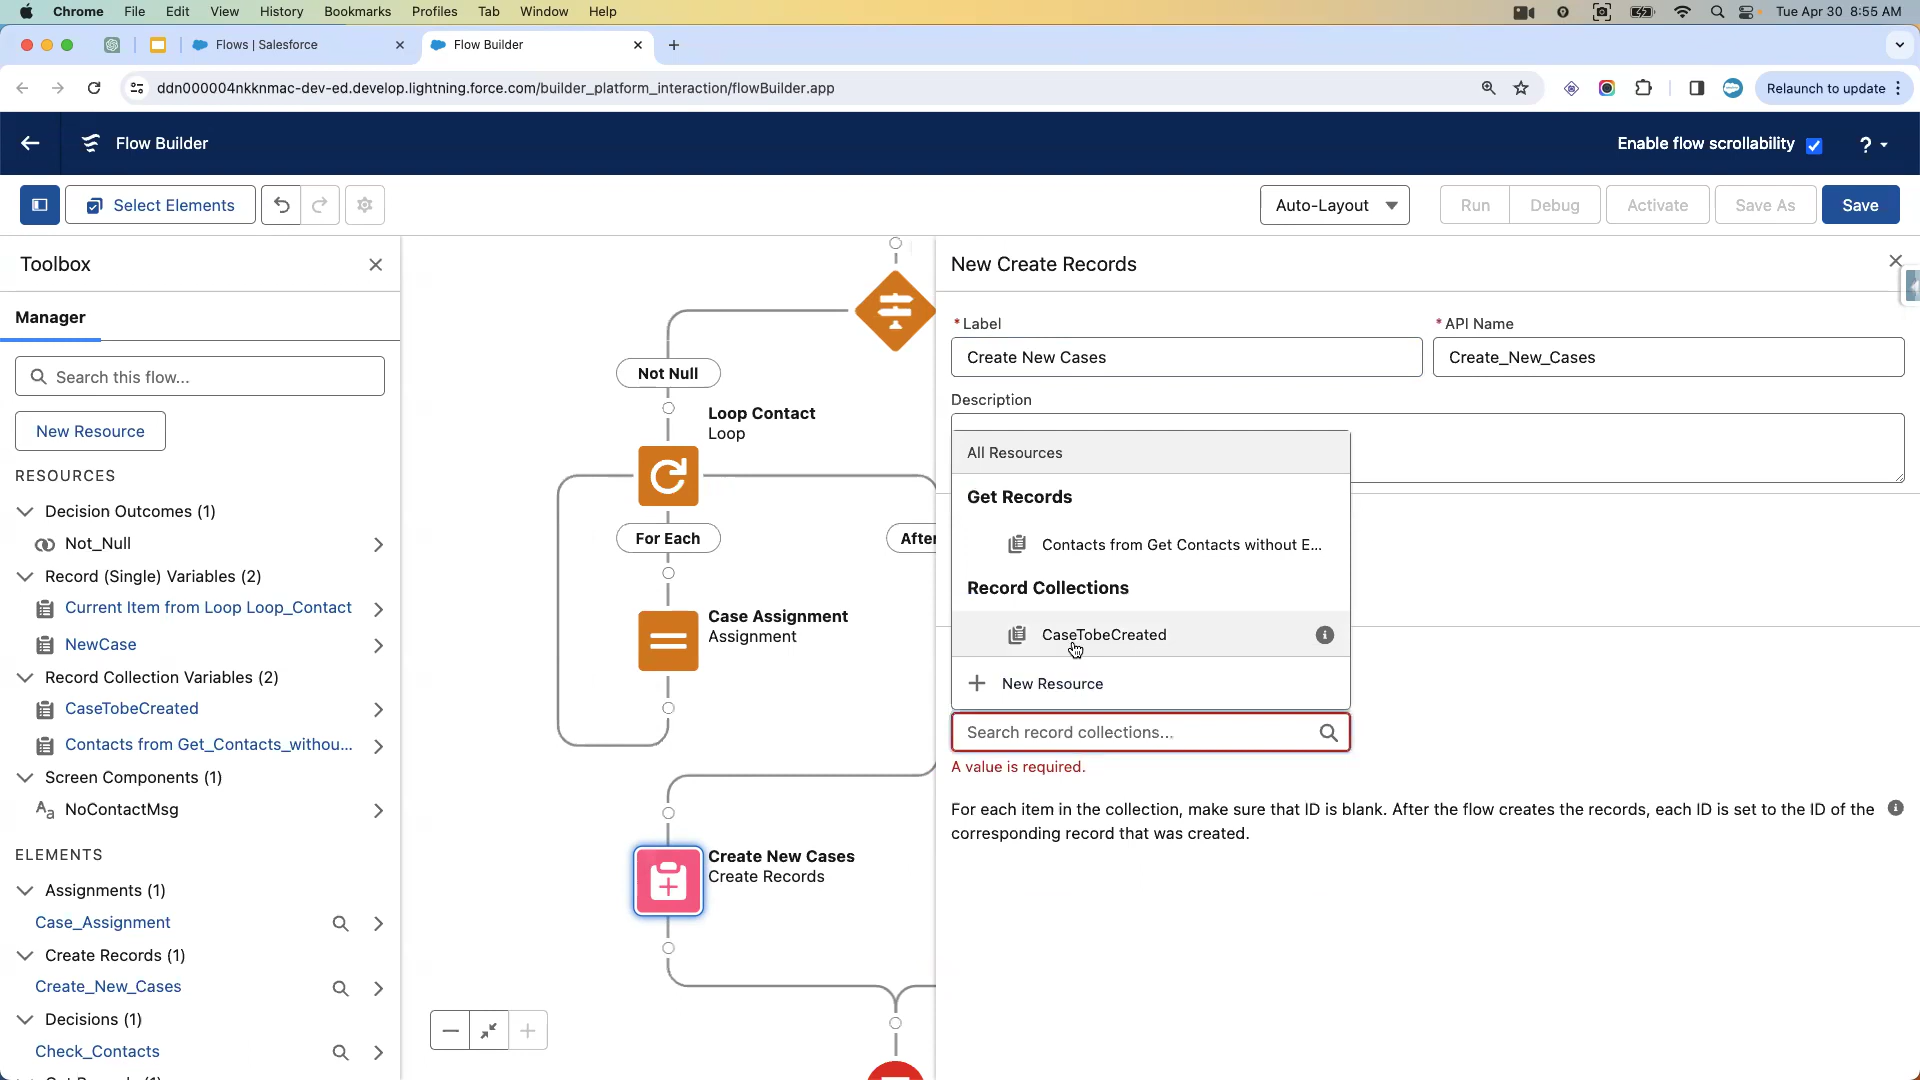 Chrome File Edit View History Bookmarks Profiles Tab Window Help Tue Apr 30 8:55 AM
Flows | Salesforce Flow Builder
ddn000004nkknmac-dev-ed.develop.lightning.force.com/builder_platform_interaction/flowBuilder.app Relaunch to update
Flow Builder Enable flow scrollability ?
Select Elements Auto-Layout Run Debug Activate Save As Save
Toolbox
Manager
Search this flow...
New Resource
RESOURCES
Decision Outcomes (1)
Not_Null
Record (Single) Variables (2)
Current Item from Loop Loop_Contact
NewCase
Record Collection Variables (2)
CaseTobeCreated
Contacts from Get_Contacts_withou...
Screen Components (1)
NoContactMsg
ELEMENTS
Assignments (1)
Case_Assignment
Create Records (1)
Create_New_Cases
Decisions (1)
Check_Contacts
Not Null
Loop Contact
Loop
For Each
After
Case Assignment
Assignment
Create New Cases
Create Records
New Create Records
* Label * API Name
Create New Cases Create_New_Cases
Description
All Resources
Get Records
Contacts from Get Contacts without E...
Record Collections
CaseTobeCreated
New Resource
Search record collections...
A value is required.
For each item in the collection, make sure that ID is blank. After the flow creates the records, each ID is set to the ID of the
corresponding record that was created.